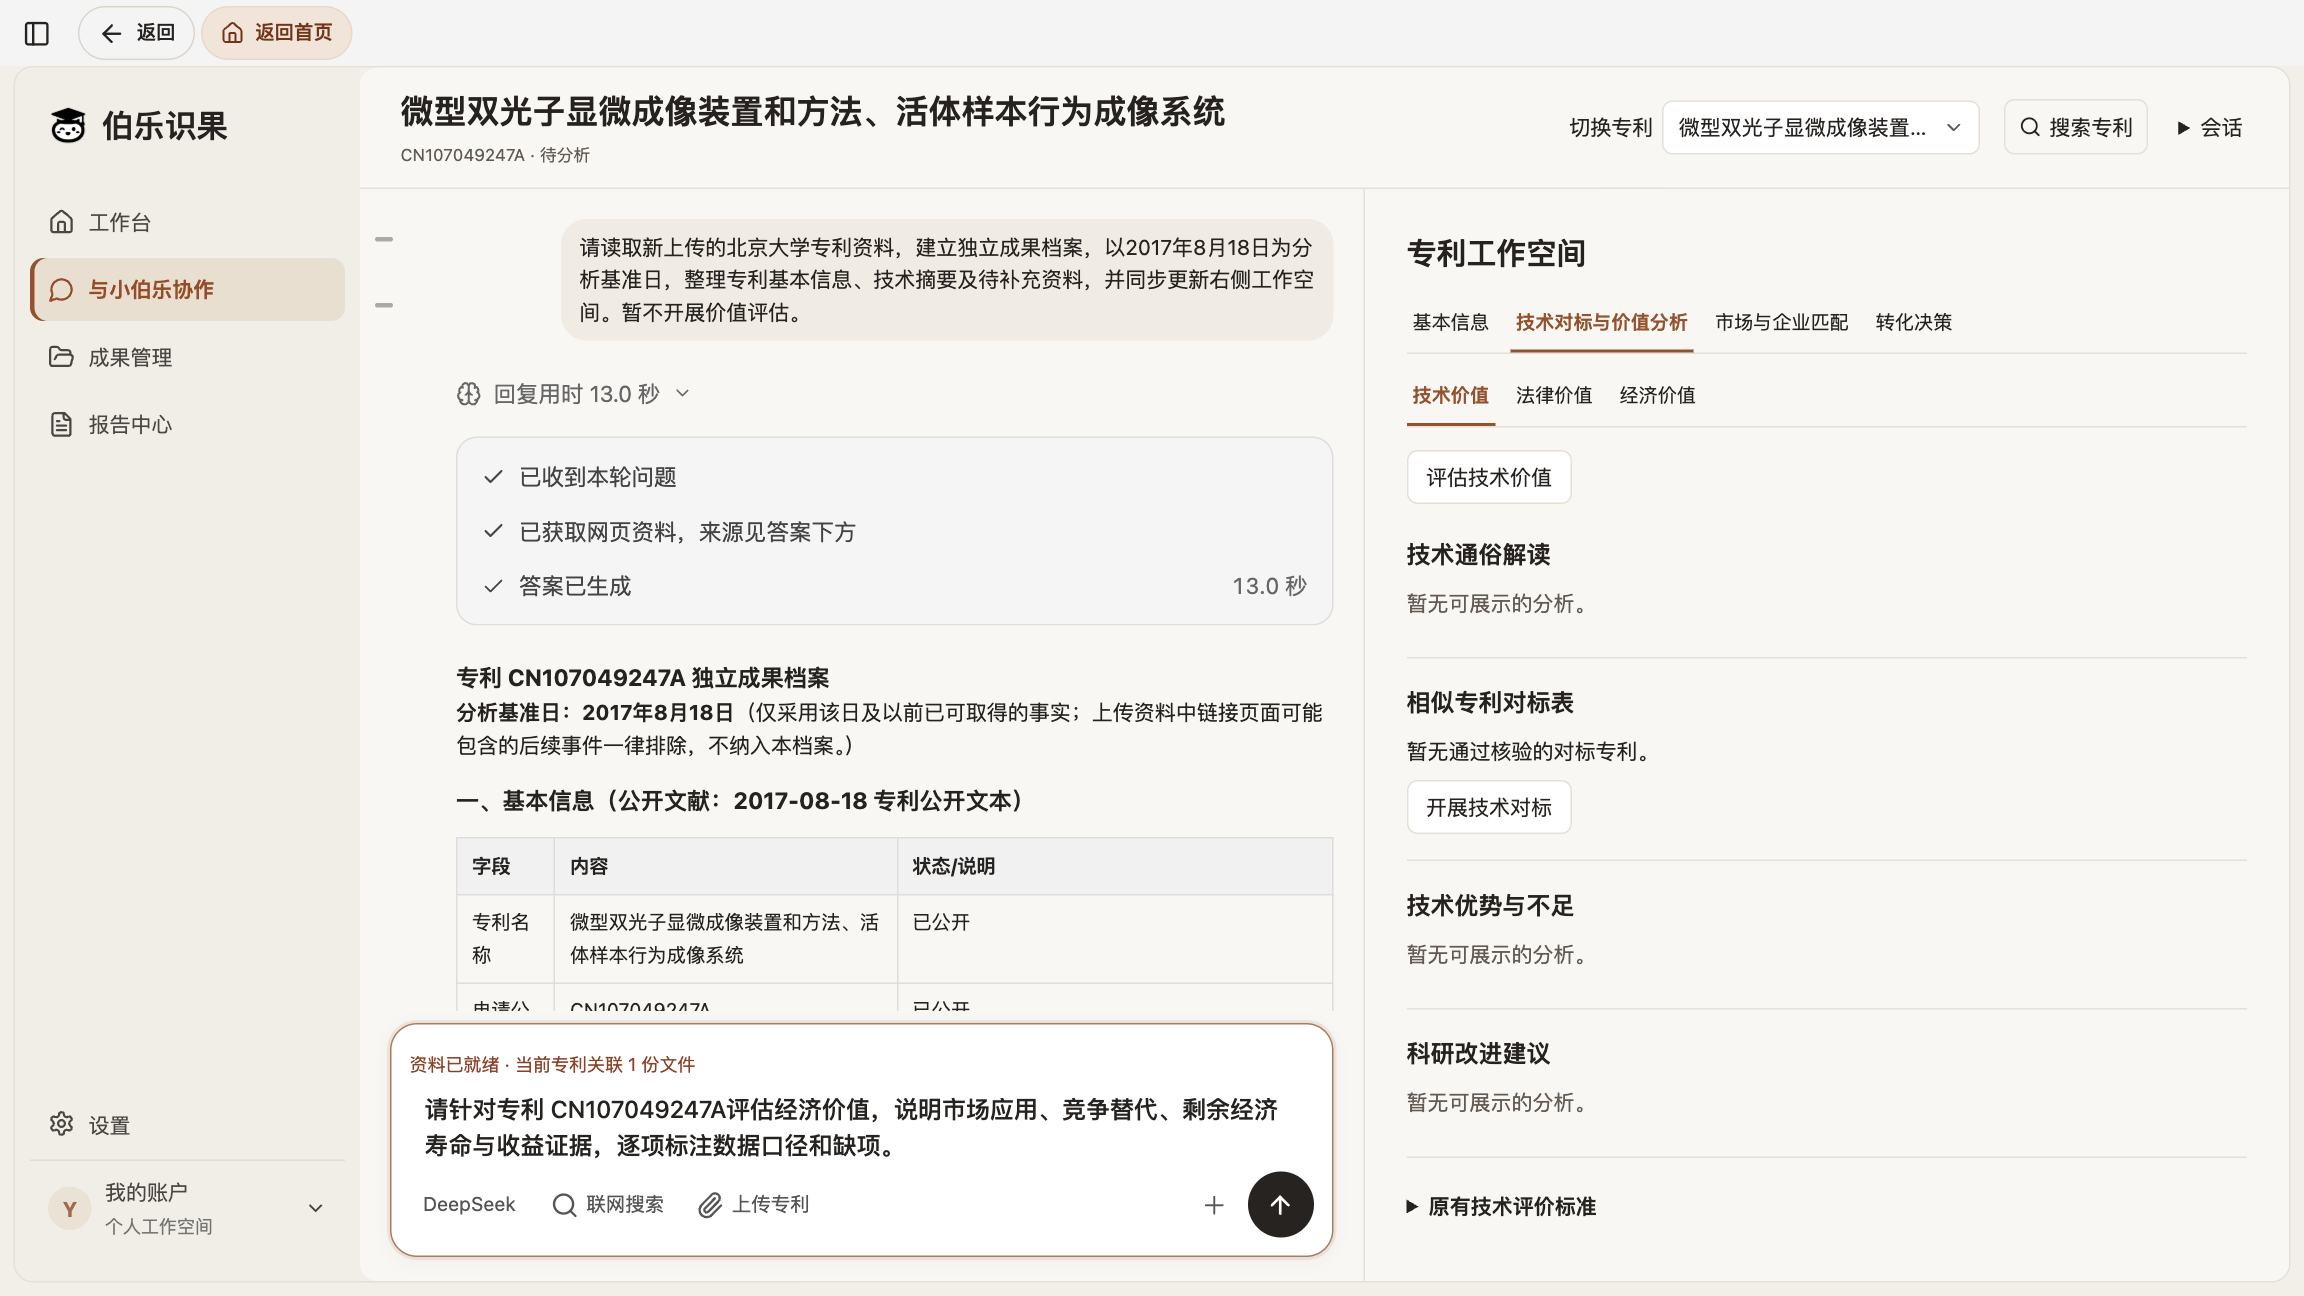 返回
返回首页
伯乐识果
工作台
与小伯乐协作
成果管理
报告中心
设置
Y
我的账户
个人工作空间
微型双光子显微成像装置和方法、活体样本行为成像系统
CN107049247A · 待分析
切换专利
微型双光子显微成像装置...
搜索专利
会话
请读取新上传的北京大学专利资料，建立独立成果档案，以2017年8月18日为分
析基准日，整理专利基本信息、技术摘要及待补充资料，并同步更新右侧工作空
间。暂不开展价值评估。
回复用时 13.0 秒
已收到本轮问题
已获取网页资料，来源见答案下方
答案已生成
13.0 秒
专利 CN107049247A 独立成果档案
分析基准日：2017年8月18日（仅采用该日及以前已可取得的事实；上传资料中链接页面可能
包含的后续事件一律排除，不纳入本档案。）
一、基本信息（公开文献：2017-08-18 专利公开文本）
字段 内容 状态/说明
专利名 微型双光子显微成像装置和方法、活 已公开
称 体样本行为成像系统
申请公 CN107049247A 已公开
资料已就绪 · 当前专利关联 1 份文件
请针对专利 CN107049247A评估经济价值，说明市场应用、竞争替代、剩余经济
寿命与收益证据，逐项标注数据口径和缺项。
DeepSeek
联网搜索
上传专利
专利工作空间
基本信息 技术对标与价值分析 市场与企业匹配 转化决策
技术价值 法律价值 经济价值
评估技术价值
技术通俗解读
暂无可展示的分析。
相似专利对标表
暂无通过核验的对标专利。
开展技术对标
技术优势与不足
暂无可展示的分析。
科研改进建议
暂无可展示的分析。
原有技术评价标准